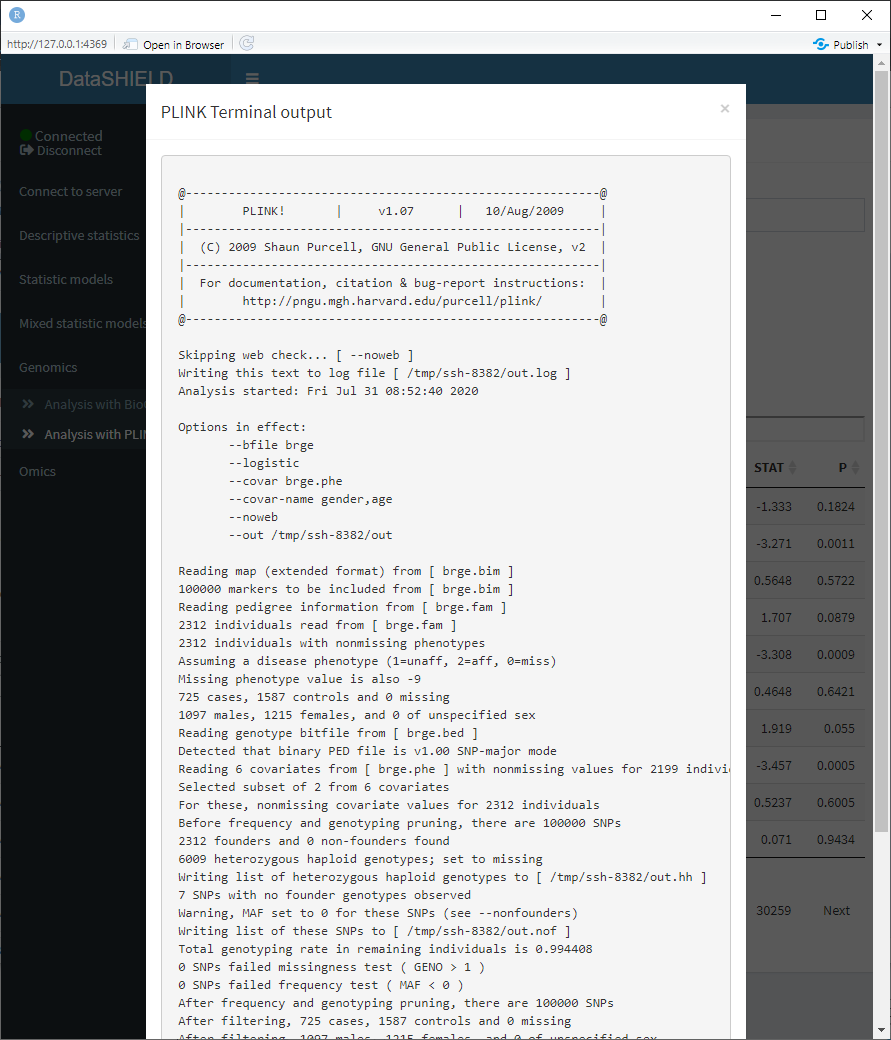 R
http://127.0.0.1:4369 Open in Browser Publish
DataSHIELD
Connected
Disconnect
Connect to server
Descriptive statistics
Statistic models
Mixed statistic models
Genomics
Analysis with Bio
Analysis with PLIN
Omics
PLINK Terminal output ×
@----------------------------------------------------------@
| PLINK! | v1.07 | 10/Aug/2009 |
|----------------------------------------------------------|
| (C) 2009 Shaun Purcell, GNU General Public License, v2 |
|----------------------------------------------------------|
| For documentation, citation & bug-report instructions: |
| http://pngu.mgh.harvard.edu/purcell/plink/ |
@----------------------------------------------------------@
Skipping web check... [ --noweb ]
Writing this text to log file [ /tmp/ssh-8382/out.log ]
Analysis started: Fri Jul 31 08:52:40 2020
Options in effect:
--bfile brge
--logistic
--covar brge.phe
--covar-name gender,age
--noweb
--out /tmp/ssh-8382/out
Reading map (extended format) from [ brge.bim ]
100000 markers to be included from [ brge.bim ]
Reading pedigree information from [ brge.fam ]
2312 individuals read from [ brge.fam ]
2312 individuals with nonmissing phenotypes
Assuming a disease phenotype (1=unaff, 2=aff, 0=miss)
Missing phenotype value is also -9
725 cases, 1587 controls and 0 missing
1097 males, 1215 females, and 0 of unspecified sex
Reading genotype bitfile from [ brge.bed ]
Detected that binary PED file is v1.00 SNP-major mode
Reading 6 covariates from [ brge.phe ] with nonmissing values for 2199 indivi
Selected subset of 2 from 6 covariates
For these, nonmissing covariate values for 2312 individuals
Before frequency and genotyping pruning, there are 100000 SNPs
2312 founders and 0 non-founders found
6009 heterozygous haploid genotypes; set to missing
Writing list of heterozygous haploid genotypes to [ /tmp/ssh-8382/out.hh ]
7 SNPs with no founder genotypes observed
Warning, MAF set to 0 for these SNPs (see --nonfounders)
Writing list of these SNPs to [ /tmp/ssh-8382/out.nof ]
Total genotyping rate in remaining individuals is 0.994408
0 SNPs failed missingness test ( GENO > 1 )
0 SNPs failed frequency test ( MAF < 0 )
After frequency and genotyping pruning, there are 100000 SNPs
After filtering, 725 cases, 1587 controls and 0 missing
After filtering, 1097 males, 1215 females, and 0 of unspecified sex
STAT P
-1.333 0.1824
-3.271 0.0011
0.5648 0.5722
1.707 0.0879
-3.308 0.0009
0.4648 0.6421
1.919 0.055
-3.457 0.0005
0.5237 0.6005
0.071 0.9434
30259 Next